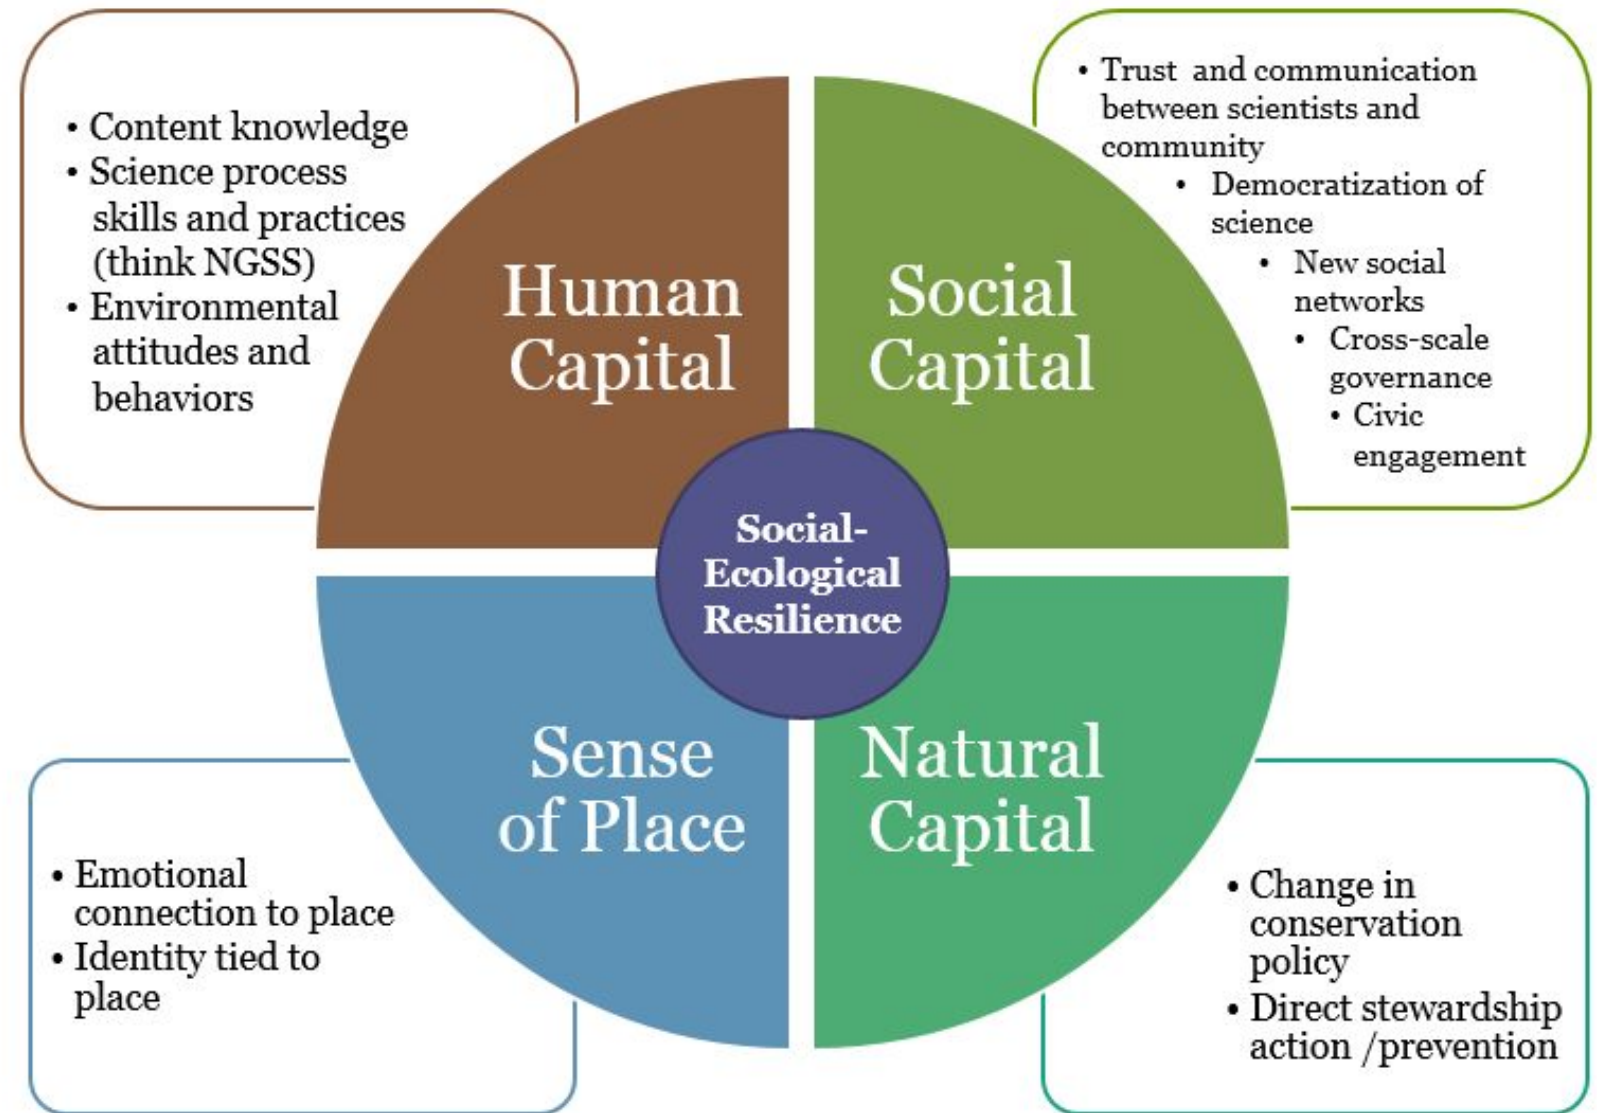 • Content knowledge
• Science process
skills and practices
(think NGSS)
• Environmental
attitudes and
behaviors
Human
Capital
Social
Capital
• Trust and communication
between scientists and
community
• Democratization of
science
• New social
networks
• Cross-scale
governance
• Civic
engagement
Social-
Ecological
Resilience
Sense
of Place
Natural
Capital
• Emotional
connection to place
• Identity tied to
place
• Change in
conservation
policy
• Direct stewardship
action /prevention